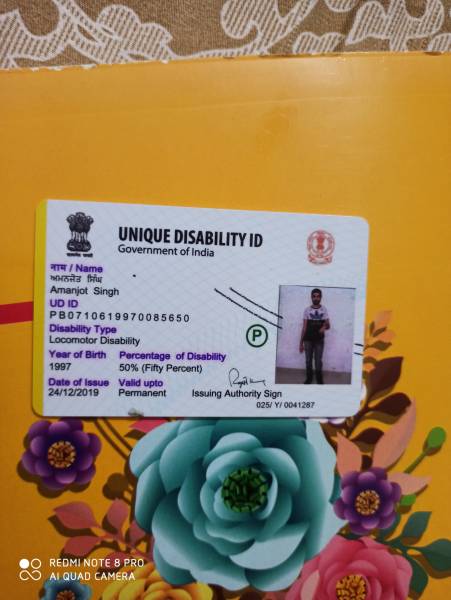 UNIQUE DISABILITY ID
Government of India
नाम / Name
ਅਮਨਜੋਤ ਸਿੰਘ
Amanjot Singh
UD ID
PB0710619970085650
Disability Type
Locomotor Disability
Year of Birth Percentage of Disability
1997 50% (Fifty Percent)
Date of Issue Valid upto
24/12/2019 Permanent
P
Issuing Authority Sign
025/ Y/ 0041287
REDMI NOTE 8 PRO
AI QUAD CAMERA